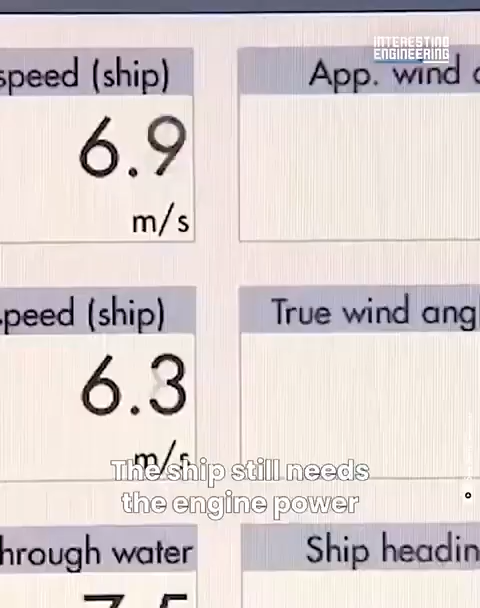 INTERESTING
ENGINEERING
speed (ship)
App. wind
6.9
m/s
speed (ship)
True wind ang
6.3
m/s
The ship still needs
the engine power
hrough water
Ship headin